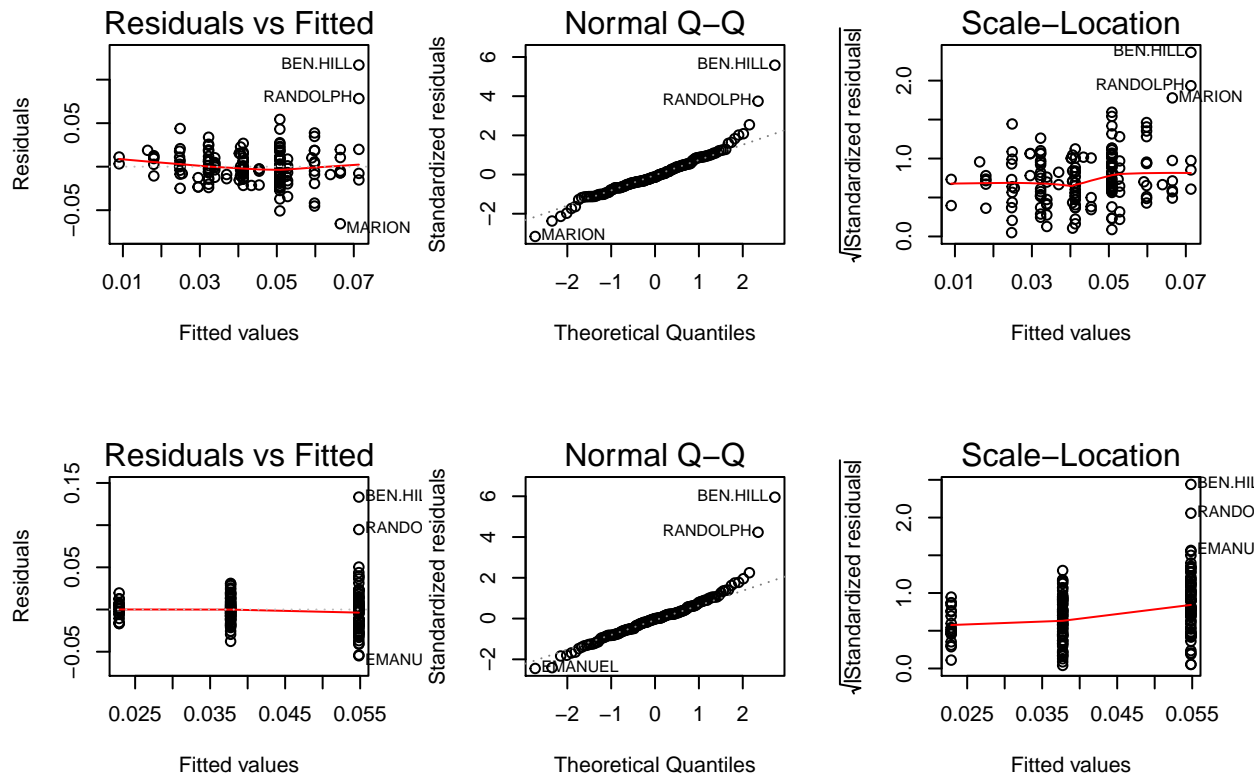 Residuals vs Fitted
Residuals
−0.05
0.05
0.01
0.03
0.05
0.07
Fitted values
BEN.HILL
RANDOLPH
MARION
Normal Q−Q
Standardized residuals
−2
0
2
4
6
−2
−1
0
1
2
Theoretical Quantiles
BEN.HILL
RANDOLPH
MARION
Scale−Location
√|Standardized residuals|
0.0
1.0
2.0
0.01
0.03
0.05
0.07
Fitted values
BEN.HILL
RANDOLPH
MARION
Residuals vs Fitted
Residuals
−0.05
0.05
0.15
0.025
0.035
0.045
0.055
Fitted values
BEN.HIL
RANDO
EMANU
Normal Q−Q
Standardized residuals
−2
0
2
4
6
−2
−1
0
1
2
Theoretical Quantiles
BEN.HILL
RANDOLPH
EMANUEL
Scale−Location
√|Standardized residuals|
0.0
1.0
2.0
0.025
0.035
0.045
0.055
Fitted values
BEN.HIL
RANDO
EMANU